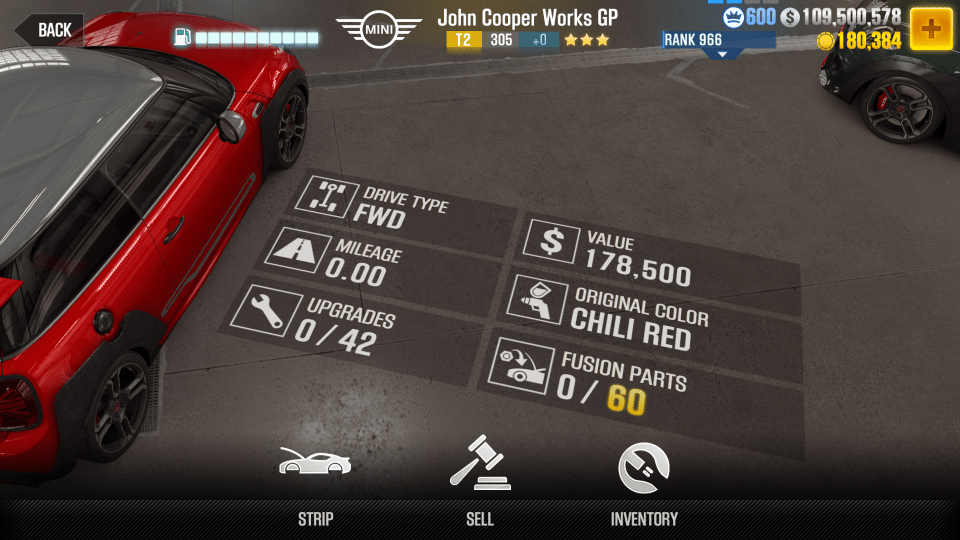 BACK
MINI
John Cooper Works GP
T2 305 +0
600 $ 109,500,578
RANK 966
180,384
+
DRIVE TYPE
FWD
MILEAGE
0.00
UPGRADES
0 / 42
$
VALUE
178,500
ORIGINAL COLOR
CHILI RED
FUSION PARTS
0 / 60
STRIP
SELL
INVENTORY